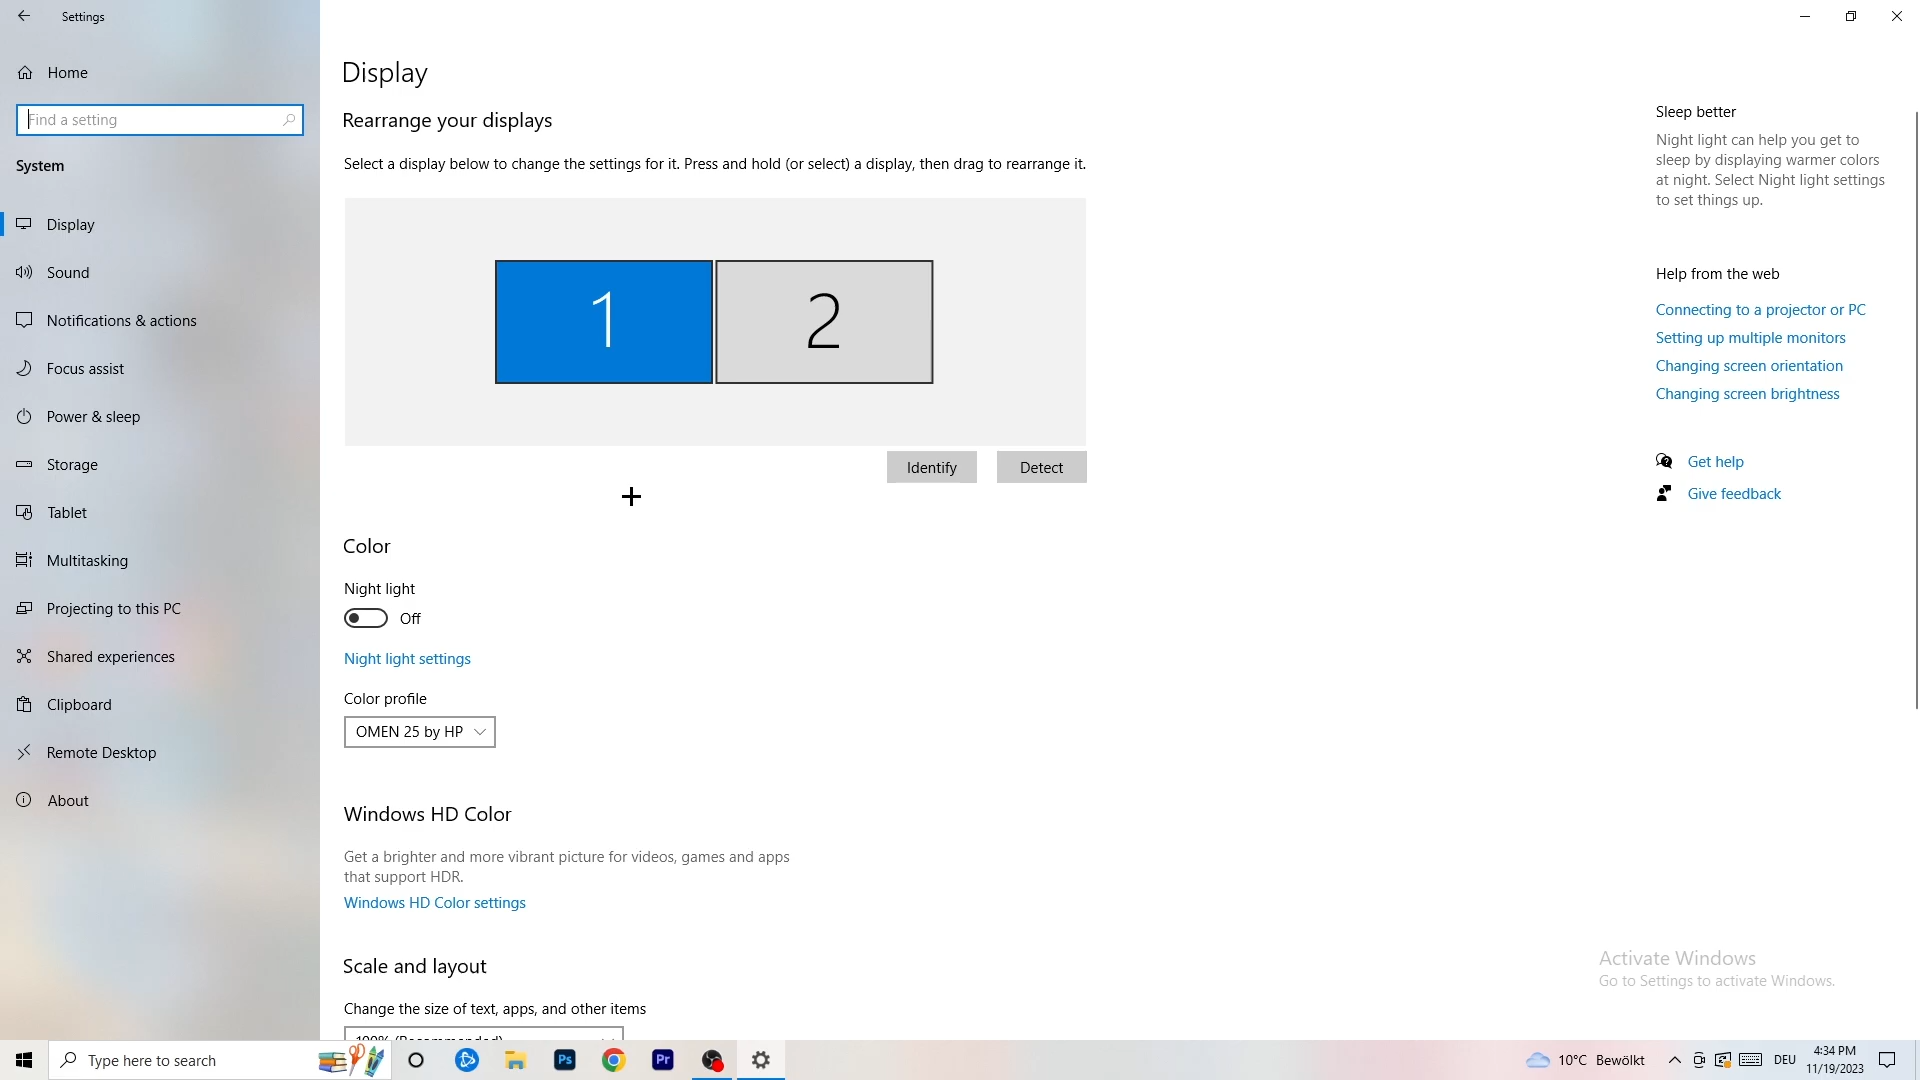 Settings
Home
Find a setting
System
Display
Sound
Notifications & actions
Focus assist
Power & sleep
Storage
Tablet
Multitasking
Projecting to this PC
Shared experiences
Clipboard
Remote Desktop
About
Display
Rearrange your displays
Select a display below to change the settings for it. Press and hold (or select) a display, then drag to rearrange it.
1
2
Identify
Detect
Color
Night light
Off
Night light settings
Color profile
OMEN 25 by HP
Windows HD Color
Get a brighter and more vibrant picture for videos, games and apps
that support HDR.
Windows HD Color settings
Scale and layout
Change the size of text, apps, and other items
100% (Recommended)
Sleep better
Night light can help you get to
sleep by displaying warmer colors
at night. Select Night light settings
to set things up.
Help from the web
Connecting to a projector or PC
Setting up multiple monitors
Changing screen orientation
Changing screen brightness
Get help
Give feedback
Activate Windows
Go to Settings to activate Windows.
Type here to search
Ps
Pr
10°C Bewölkt
DEU
4:34 PM
11/19/2023